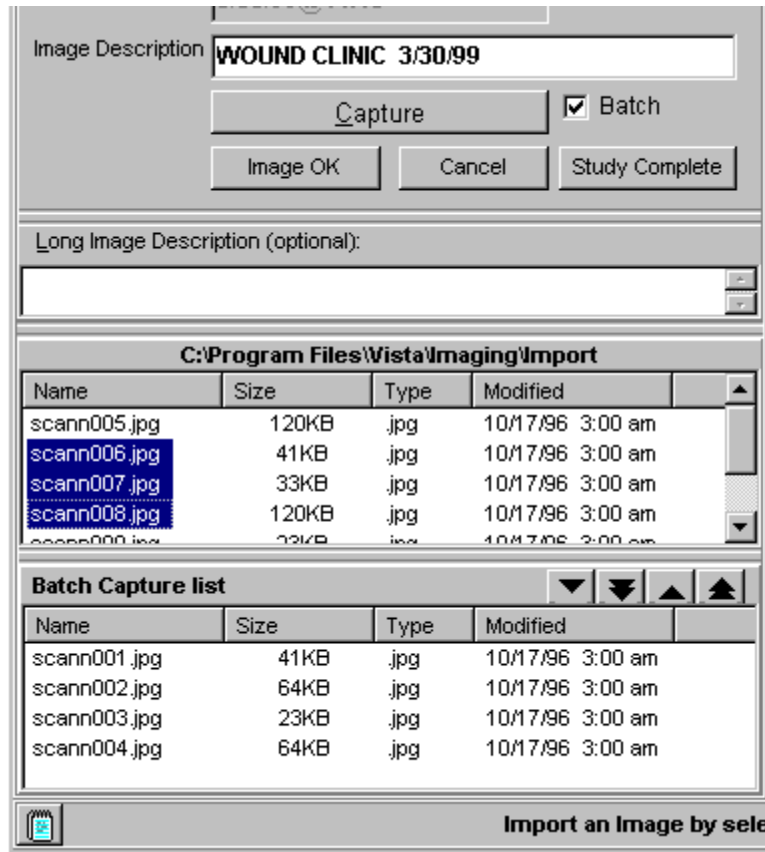 Image Description WOUND CLINIC 3/30/99
Capture Batch
Image OK Cancel Study Complete
Long Image Description (optional):
C:\Program Files\Vista\Imaging\Import
Name Size Type Modified
scann005.jpg 120KB .jpg 10/17/96 3:00 am
scann006.jpg 41KB .jpg 10/17/96 3:00 am
scann007.jpg 33KB .jpg 10/17/96 3:00 am
scann008.jpg 120KB .jpg 10/17/96 3:00 am
Batch Capture list
Name Size Type Modified
scann001.jpg 41KB .jpg 10/17/96 3:00 am
scann002.jpg 64KB .jpg 10/17/96 3:00 am
scann003.jpg 23KB .jpg 10/17/96 3:00 am
scann004.jpg 64KB .jpg 10/17/96 3:00 am
Import an Image by sele